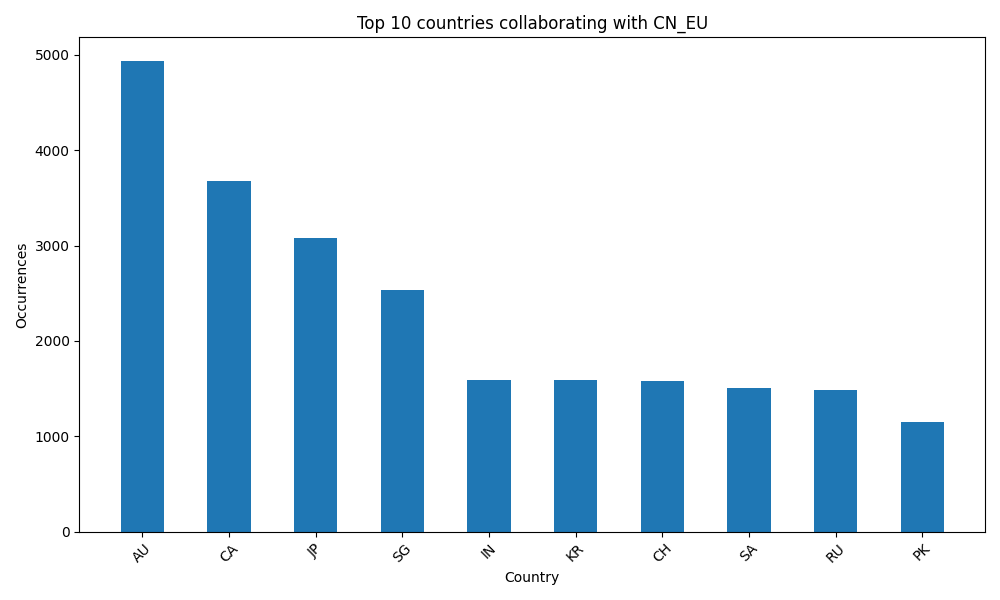 Top 10 countries collaborating with CN_EU
Occurrences
5000
4000
3000
2000
1000
0
AU
CA
JP
SG
IN
KR
CH
SA
RU
PK
Country